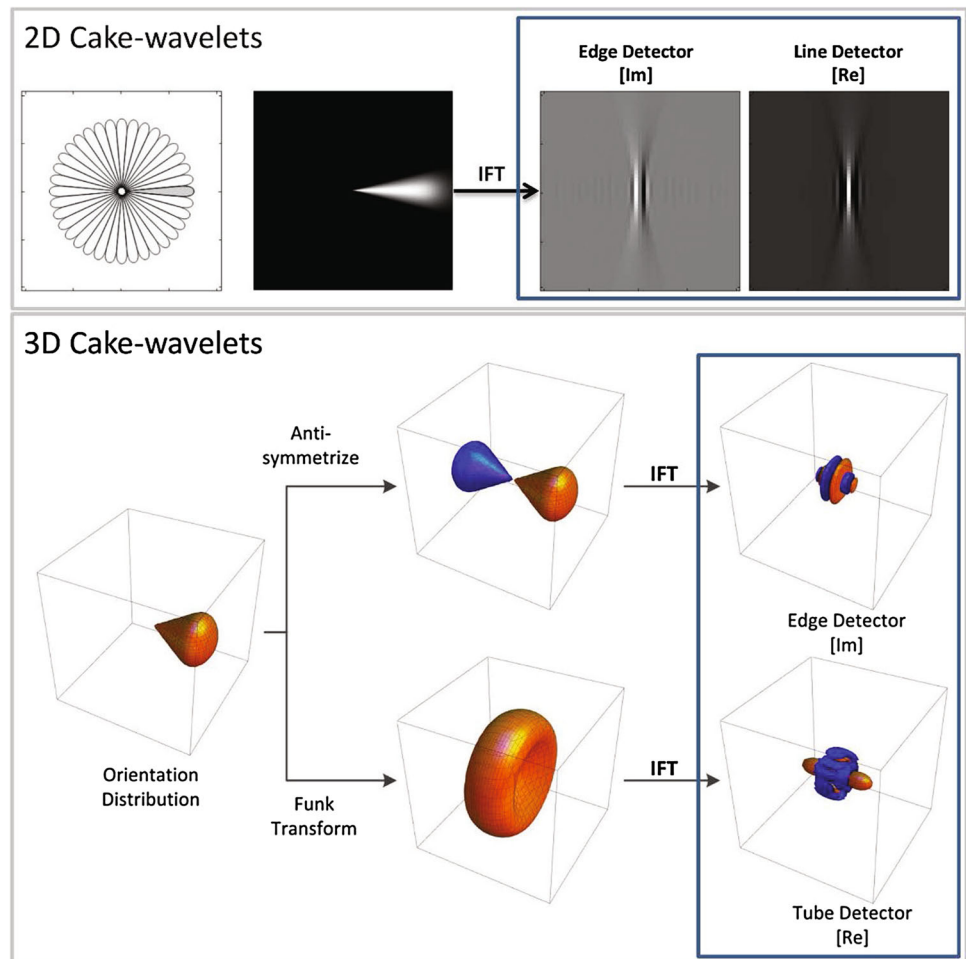 2D Cake-wavelets
Edge Detector
[Im]
Line Detector
[Re]
IFT
3D Cake-wavelets
Anti-
symmetrize
IFT
Edge Detector
[Im]
Orientation
Distribution
Funk
Transform
IFT
Tube Detector
[Re]